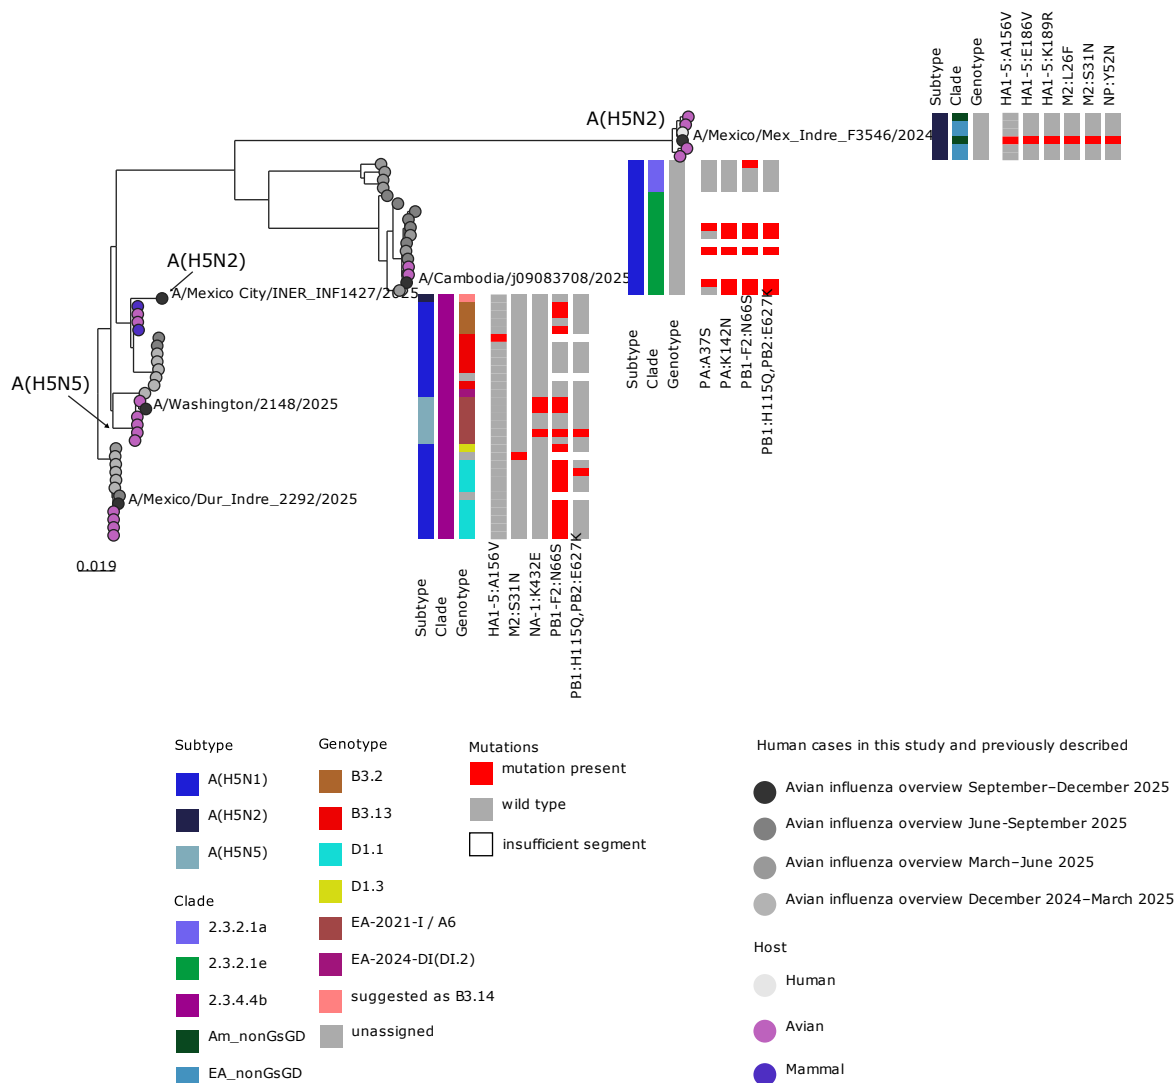 Subtype
Clade
Genotype
HA1-5:A156V
HA1-5:E186V
HA1-5:K189R
M2:L26F
M2:S31N
NP:Y52N
A(H5N2)
A/Mexico/Mex_Indre_F3546/2024
A(H5N2)
A/Cambodia/j09083708/2025
A/Mexico City/INER_INF1427/2025
Subtype
Clade
Genotype
PA:A37S
PA:K142N
PB1-F2:N66S
PB1:H115Q,PB2:E627K
A(H5N5)
A/Washington/2148/2025
A/Mexico/Dur_Indre_2292/2025
0.019
Subtype
Clade
Genotype
HA1-5:A156V
M2:S31N
NA-1:K432E
PB1-F2:N66S
PB1:H115Q,PB2:E627K
Subtype
A(H5N1)
A(H5N2)
A(H5N5)
Clade
2.3.2.1a
2.3.2.1e
2.3.4.4b
Am_nonGsGD
EA_nonGsGD
Genotype
B3.2
B3.13
D1.1
D1.3
EA-2021-I / A6
EA-2024-DI(DI.2)
suggested as B3.14
unassigned
Mutations
mutation present
wild type
insufficient segment
Human cases in this study and previously described
Avian influenza overview September–December 2025
Avian influenza overview June-September 2025
Avian influenza overview March–June 2025
Avian influenza overview December 2024–March 2025
Host
Human
Avian
Mammal